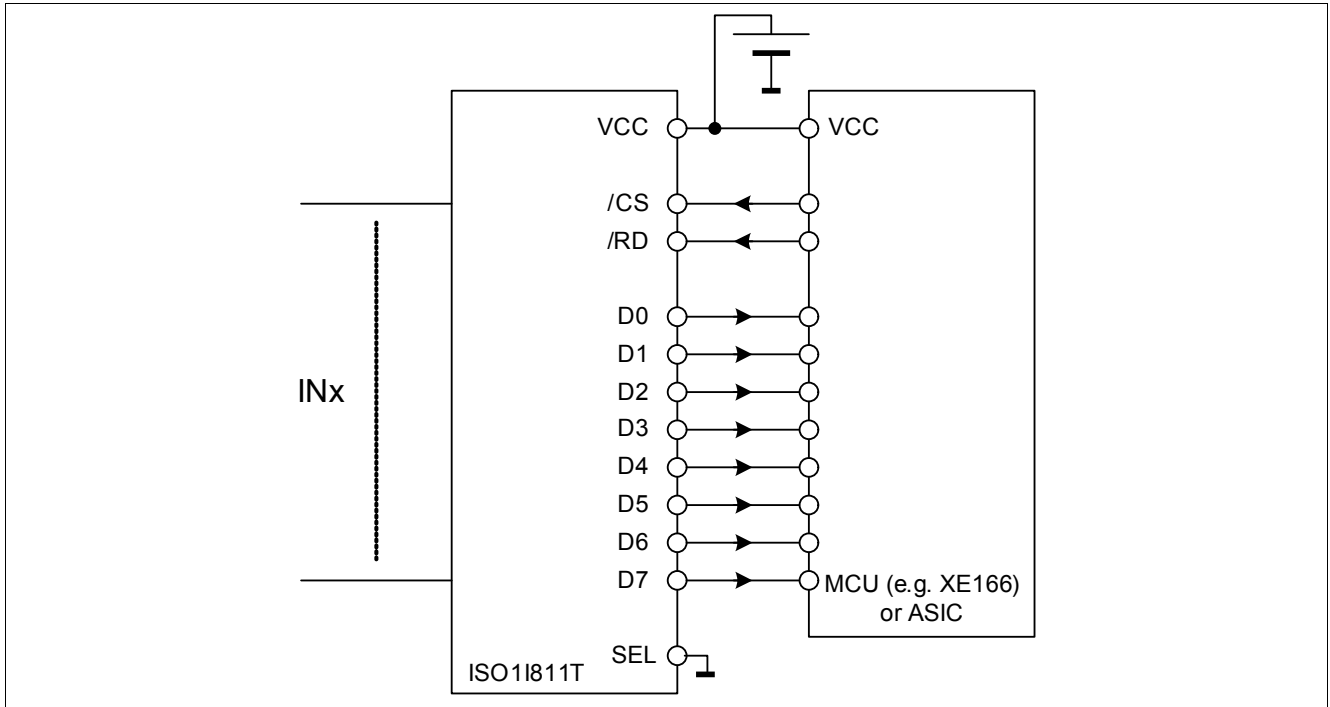 VCC
VCC
/CS
/RD
D0
D1
D2
D3
INx
D4
D5
D6
D7
MCU (e.g. XE166)
or ASIC
SEL
ISO1I811T